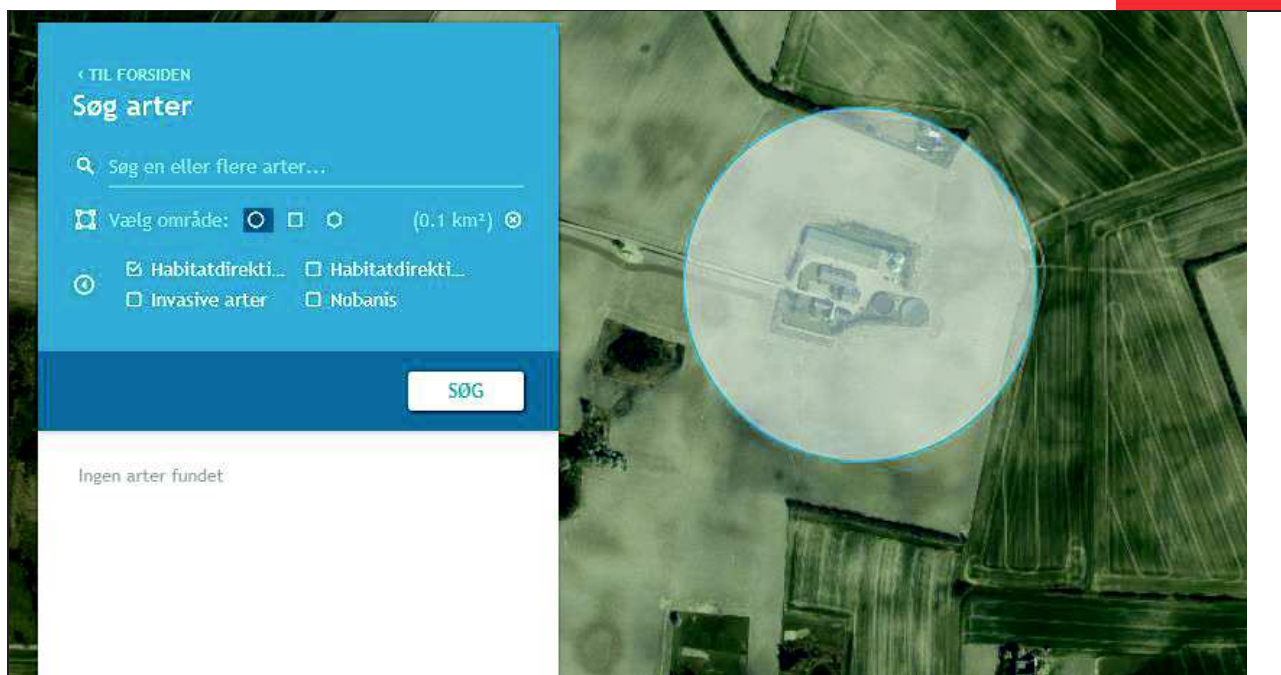 ‹ TIL FORSIDEN
Søg arter
Søg en eller flere arter...
Vælg område: (0.1 km²)
Habitatdirekti... Habitatdirekti...
Invasive arter Nobanis
SØG
Ingen arter fundet